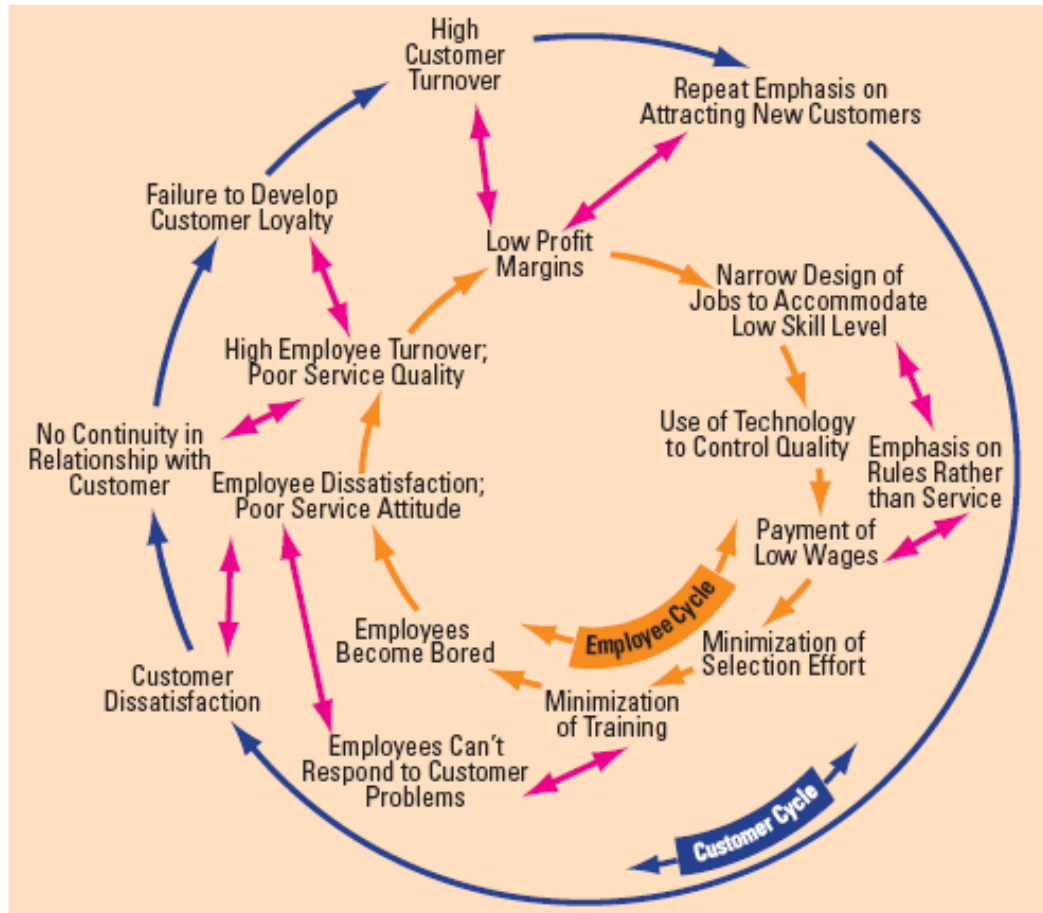 High
Customer
Turnover
Repeat Emphasis on
Attracting New Customers
Failure to Develop
Customer Loyalty
Low Profit
Margins
Narrow Design of
Jobs to Accommodate
Low Skill Level
High Employee Turnover;
Poor Service Quality
Use of Technology
to Control Quality
No Continuity in
Relationship with
Customer
Emphasis on
Rules Rather
than Service
Employee Dissatisfaction;
Poor Service Attitude
Payment of
Low Wages
Employee Cycle
Employees
Become Bored
Minimization of
Selection Effort
Customer
Dissatisfaction
Minimization
of Training
Employees Can't
Respond to Customer
Problems
Customer Cycle